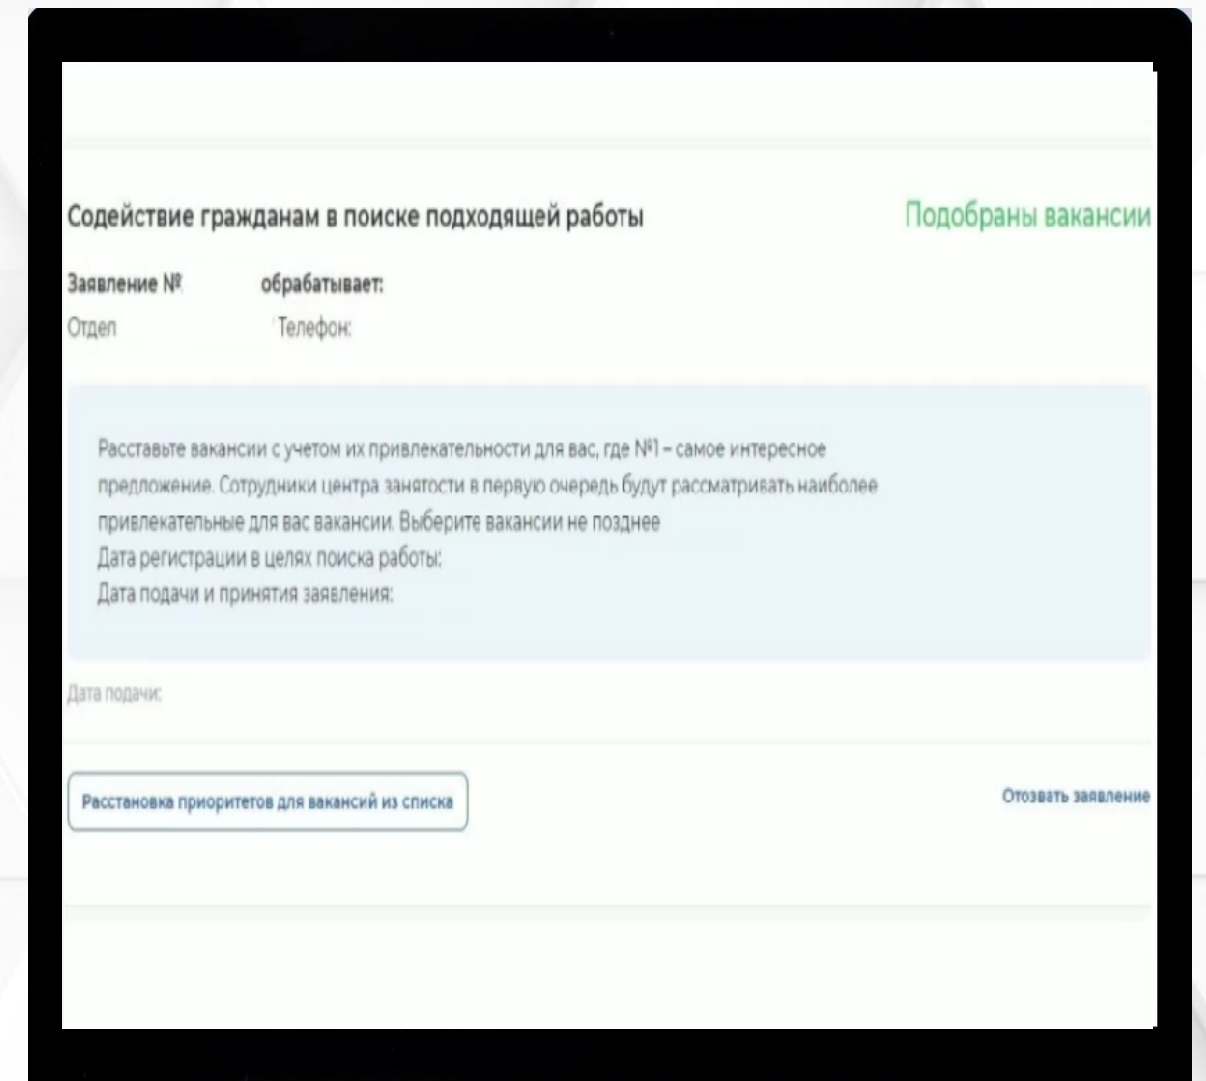 Содействие гражданам в поиске подходящей работы
Подобраны вакансии
Заявление № обрабатывает:
Отдел Телефон:
Расставьте вакансии с учетом их привлекательности для вас, где №1 – самое интересное
предложение. Сотрудники центра занятости в первую очередь будут рассматривать наиболее
привлекательные для вас вакансии. Выберите вакансии не позднее
Дата регистрации в целях поиска работы:
Дата подачи и принятия заявления:
Дата подачи:
Расстановка приоритетов для вакансий из списка
Отозвать заявление